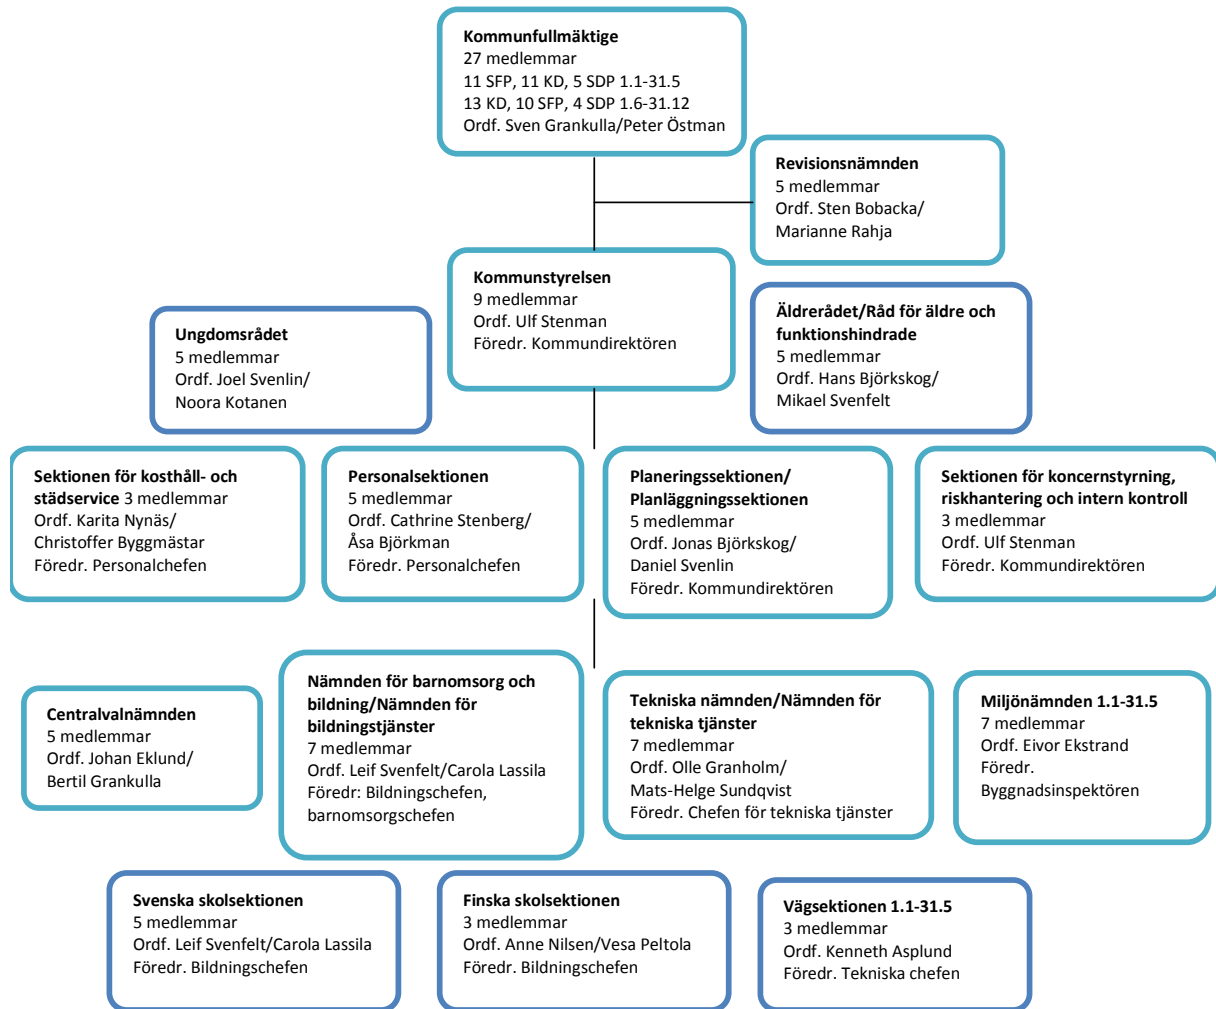 Kommunfullmäktige
27 medlemmar
11 SFP, 11 KD, 5 SDP 1.1-31.5
13 KD, 10 SFP, 4 SDP 1.6-31.12
Ordf. Sven Grankulla/Peter Östman
Revisionsnämnden
5 medlemmar
Ordf. Sten Bobacka/
Marianne Rahja
Kommunstyrelsen
9 medlemmar
Ordf. Ulf Stenman
Föredr. Kommundirektören
Ungdomsrådet
5 medlemmar
Ordf. Joel Svenlin/
Noora Kotanen
Äldrerådet/Råd för äldre och
funktionshindrade
5 medlemmar
Ordf. Hans Björkskog/
Mikael Svenfelt
Sektionen för kosthåll- och
städservice 3 medlemmar
Ordf. Karita Nynäs/
Christoffer Byggmästar
Föredr. Personalchefen
Personalsektionen
5 medlemmar
Ordf. Cathrine Stenberg/
Åsa Björkman
Föredr. Personalchefen
Planeringssektionen/
Planläggningssektionen
5 medlemmar
Ordf. Jonas Björkskog/
Daniel Svenlin
Föredr. Kommundirektören
Sektionen för koncernstyrning,
riskhantering och intern kontroll
3 medlemmar
Ordf. Ulf Stenman
Föredr. Kommundirektören
Centralvalnämnden
5 medlemmar
Ordf. Johan Eklund/
Bertil Grankulla
Nämnden för barnomsorg och
bildning/Nämnden för
bildningstjänster
7 medlemmar
Ordf. Leif Svenfelt/Carola Lassila
Föredr: Bildningschefen,
barnomsorgschefen
Tekniska nämnden/Nämnden för
tekniska tjänster
7 medlemmar
Ordf. Olle Granholm/
Mats-Helge Sundqvist
Föredr. Chefen för tekniska tjänster
Miljönämnden 1.1-31.5
7 medlemmar
Ordf. Eivor Ekstrand
Föredr.
Byggnadsinspektören
Svenska skolsektionen
5 medlemmar
Ordf. Leif Svenfelt/Carola Lassila
Föredr. Bildningschefen
Finska skolsektionen
3 medlemmar
Ordf. Anne Nilsen/Vesa Peltola
Föredr. Bildningschefen
Vägsektionen 1.1-31.5
3 medlemmar
Ordf. Kenneth Asplund
Föredr. Tekniska chefen